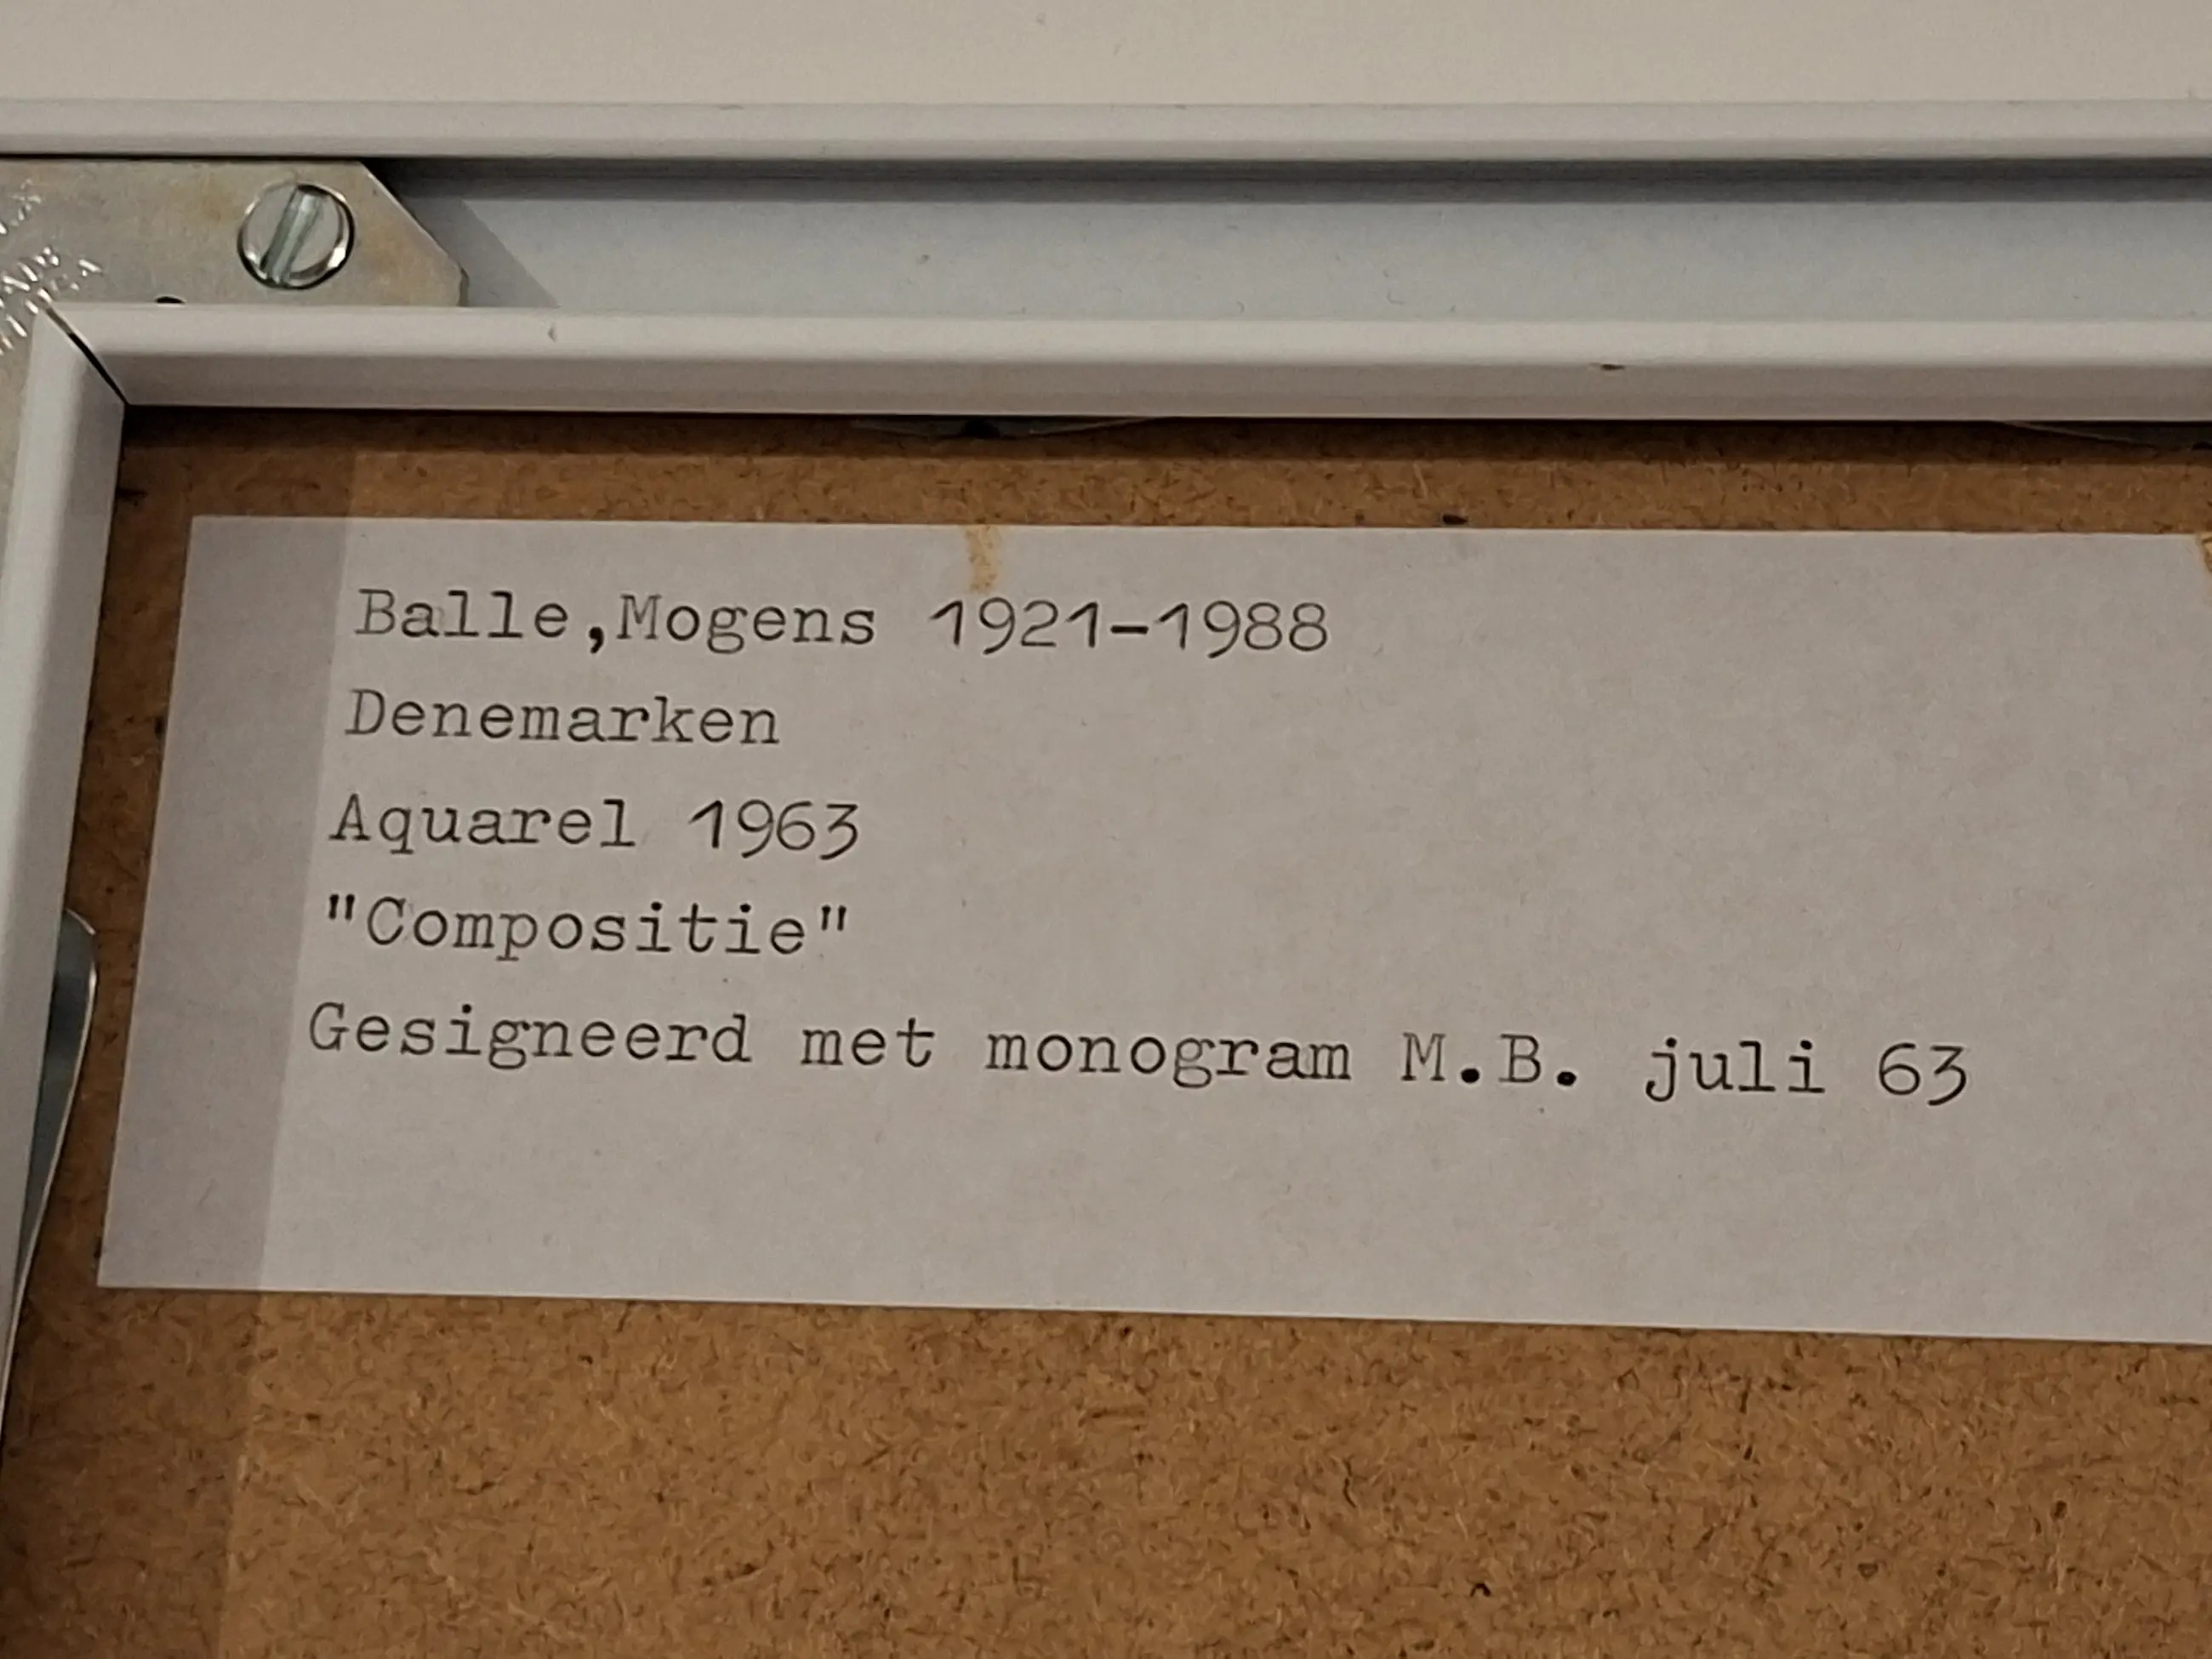 Balle,Mogens 1921-1988
Denemarken
Aquarel 1963
"Compositie"
Gesigneerd met monogram M.B. juli 63